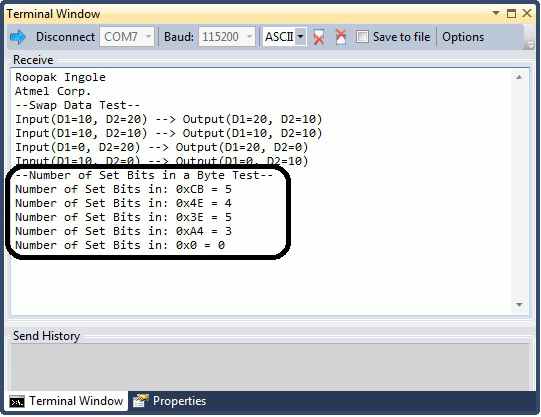 Terminal Window
Disconnect COM7 Baud: 115200 ASCII Save to file Options
Receive
Roopak Ingole
Atmel Corp.
--Swap Data Test--
Input(D1=10, D2=20) --> Output(D1=20, D2=10)
Input(D1=10, D2=10) --> Output(D1=10, D2=10)
Input(D1=0, D2=20) --> Output(D1=20, D2=0)
Input(D1=10, D2=0) --> Output(D1=0, D2=10)
--Number of Set Bits in a Byte Test--
Number of Set Bits in: 0xCB = 5
Number of Set Bits in: 0x4E = 4
Number of Set Bits in: 0x3E = 5
Number of Set Bits in: 0xA4 = 3
Number of Set Bits in: 0x0 = 0
Send History
Terminal Window Properties